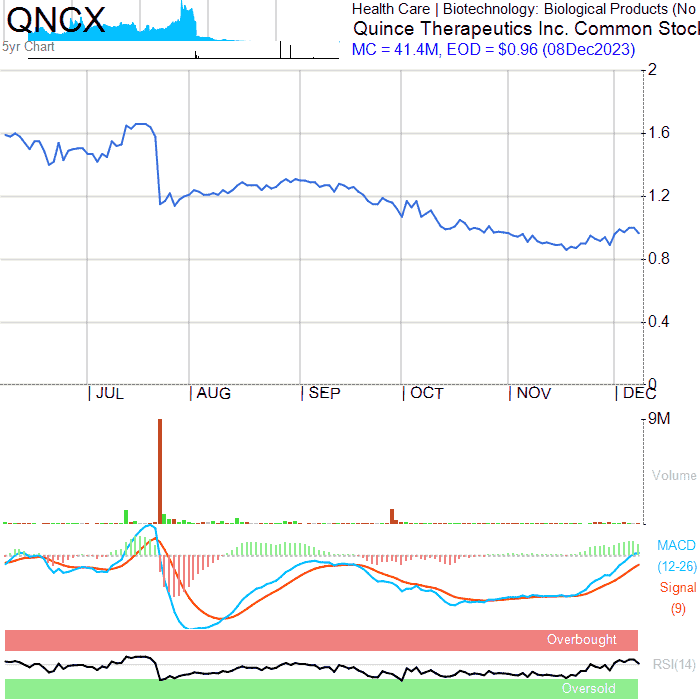 QNCX
5yr Chart
Health Care | Biotechnology: Biological Products (No
Quince Therapeutics Inc. Common Stoc
MC = 41.4M, EOD = $0.96 (08Dec2023)
2
1.6
1.2
0.8
0.4
0
JUL AUG SEP OCT NOV DEC
9M
Volume
MACD
(12-26)
Signal
(9)
Overbought
RSI(14)
Oversold